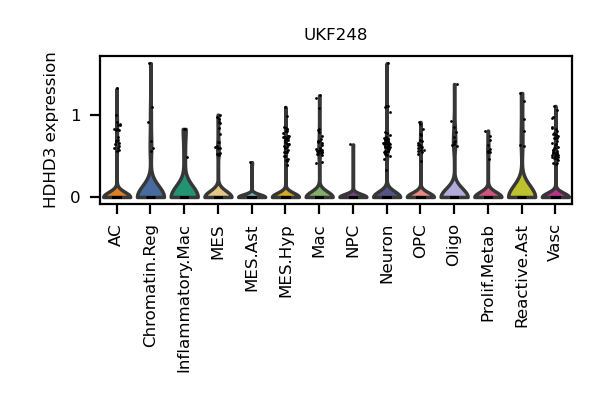 UKF248
HDHD3 expression
1
0
AC
Chromatin.Reg
Inflammatory.Mac
MES
MES.Ast
MES.Hyp
Mac
NPC
Neuron
OPC
Oligo
Prolif.Metab
Reactive.Ast
Vasc